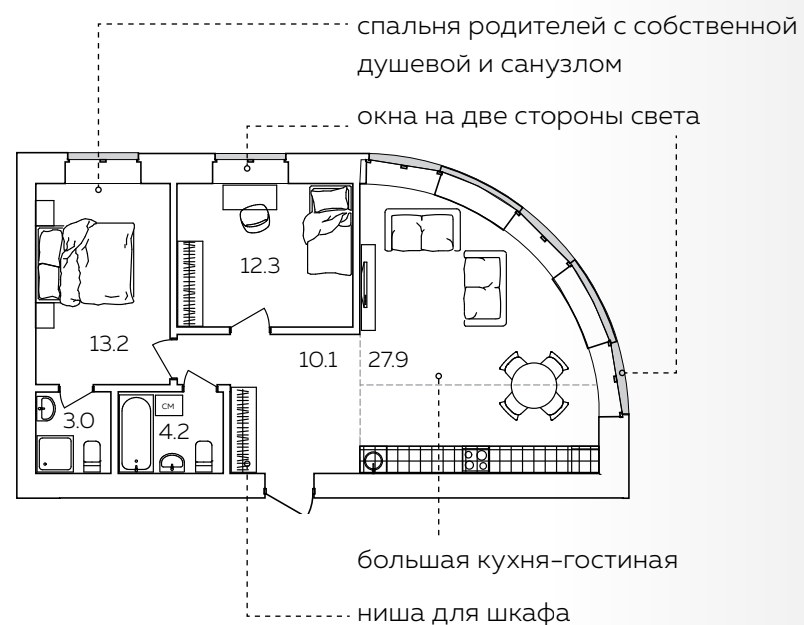 спальня родителей с собственной
душевой и санузлом
окна на две стороны света
12.3
13.2
10.1 27.9
3.0
СМ
4.2
большая кухня-гостиная
ниша для шкафа